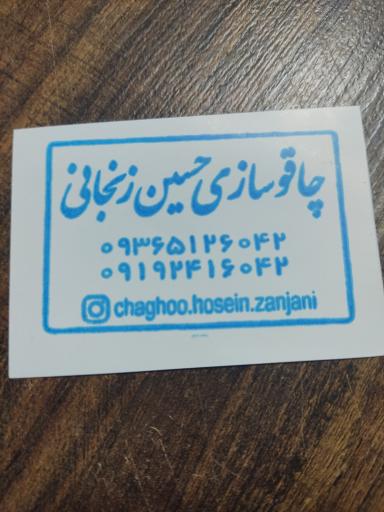 چاقوسازی حسین زنجانی
۰۹۳۶۵۱۲۶۰۴۲
۰۹۱۹۲۴۱۶۰۴۲
chaghoo.hosein.zanjani